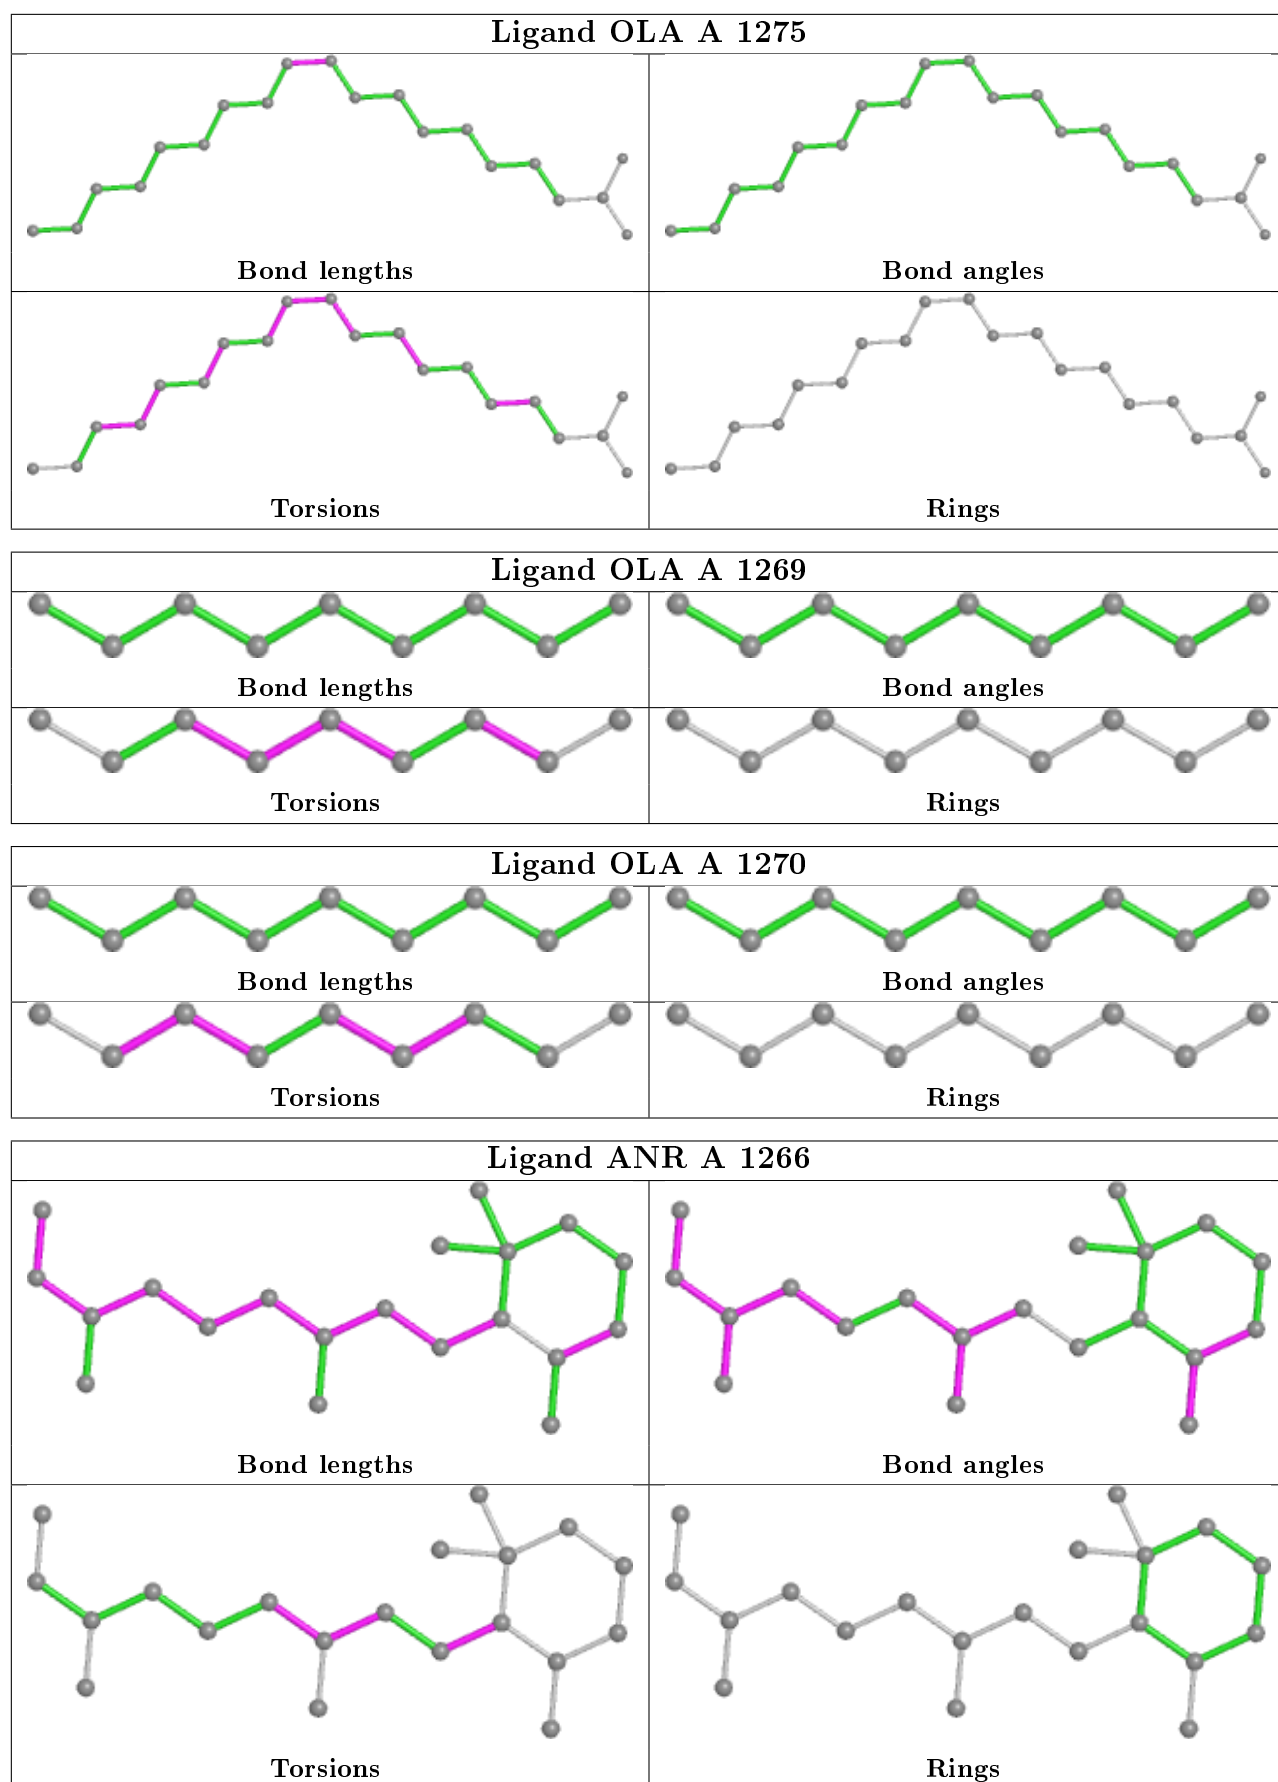 Ligand OLA A 1275
Bond lengths
Bond angles
Torsions
Rings
Ligand OLA A 1269
Bond lengths
Bond angles
Torsions
Rings
Ligand OLA A 1270
Bond lengths
Bond angles
Torsions
Rings
Ligand ANR A 1266
Bond lengths
Bond angles
Torsions
Rings